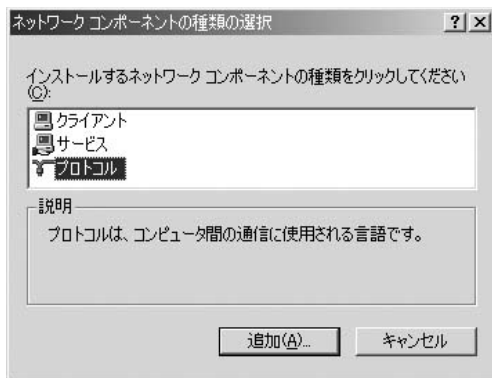 ネットワーク コンポーネントの種類の選択
インストールするネットワーク コンポーネントの種類をクリックしてください
(C):
クライアント
サービス
プロトコル
説明
プロトコルは、コンピュータ間の通信に使用される言語です。
追加(A)...
キャンセル